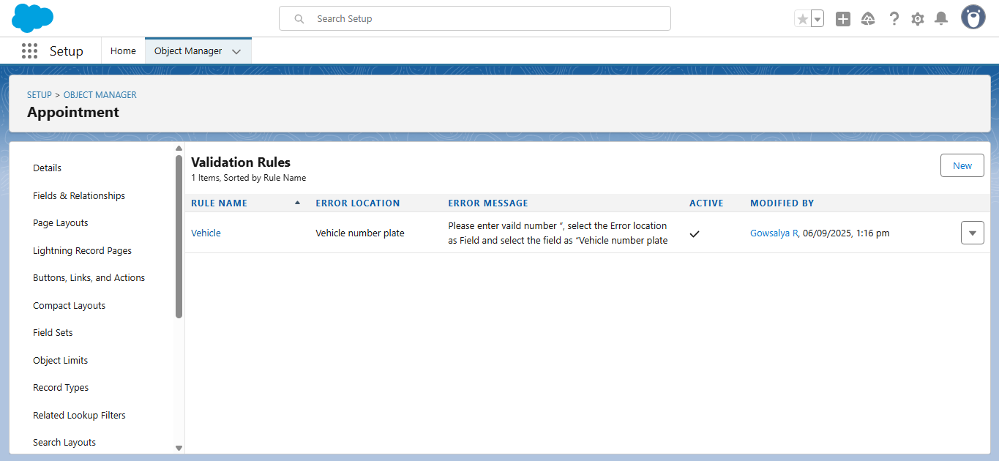 Search Setup
Setup
Home
Object Manager
SETUP > OBJECT MANAGER
Appointment
Details
Fields & Relationships
Page Layouts
Lightning Record Pages
Buttons, Links, and Actions
Compact Layouts
Field Sets
Object Limits
Record Types
Related Lookup Filters
Search Layouts
Validation Rules
1 Items, Sorted by Rule Name
New
RULE NAME
ERROR LOCATION
ERROR MESSAGE
ACTIVE
MODIFIED BY
Vehicle
Vehicle number plate
Please enter vaild number “, select the Error location
as Field and select the field as “Vehicle number plate
Gowsalya R, 06/09/2025, 1:16 pm